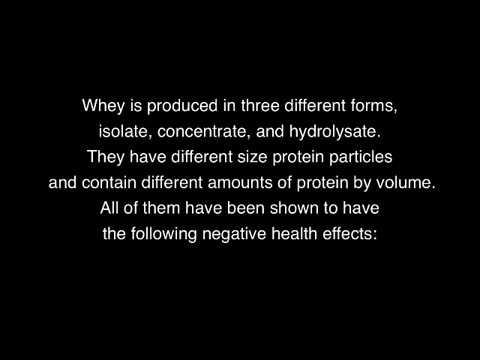 Whey is produced in three different forms,
isolate, concentrate, and hydrolysate.
They have different size protein particles
and contain different amounts of protein by volume.
All of them have been shown to have
the following negative health effects: